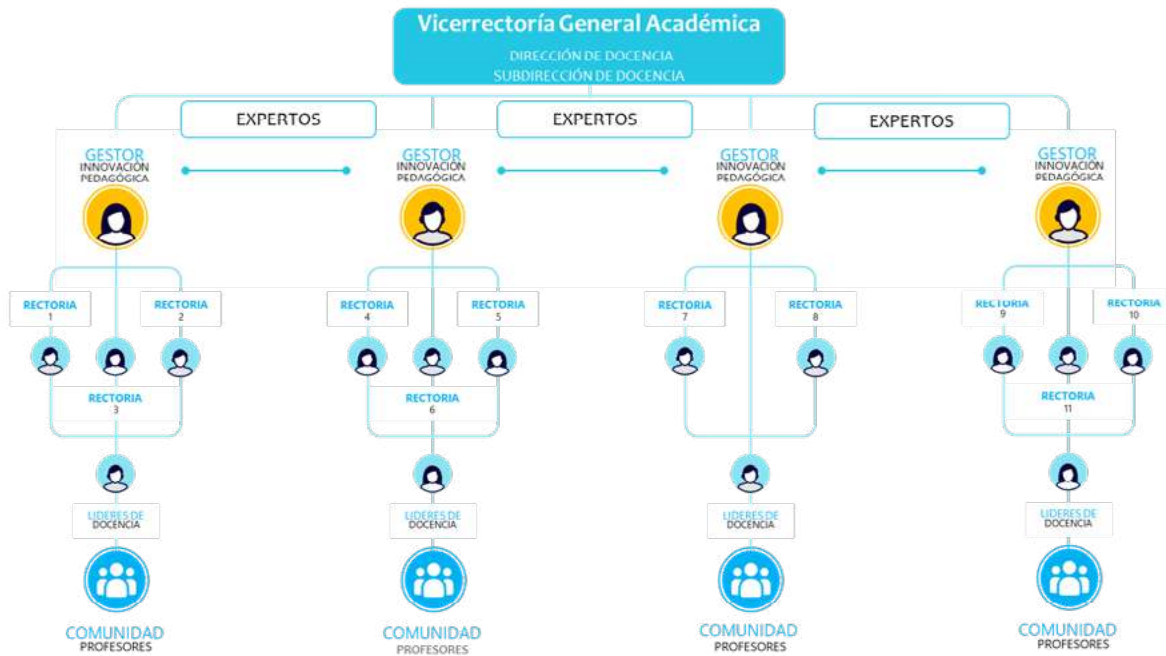 Vicerrectoría General Académica
DIRECCIÓN DE DOCENCIA
SUBDIRECCIÓN DE DOCENCIA
EXPERTOS
EXPERTOS
EXPERTOS
GESTOR
INNOVACIÓN
PEDAGÓGICA
GESTOR
INNOVACIÓN
PEDAGÓGICA
GESTOR
INNOVACIÓN
PEDAGÓGICA
GESTOR
INNOVACIÓN
PEDAGÓGICA
RECTORIA
1
RECTORIA
2
RECTORIA
3
RECTORIA
4
RECTORIA
5
RECTORIA
6
RECTORIA
7
RECTORIA
8
RECTORIA
9
RECTORIA
10
RECTORIA
11
LIDERES DE
DOCENCIA
LIDERES DE
DOCENCIA
LIDERES DE
DOCENCIA
LIDERES DE
DOCENCIA
COMUNIDAD
PROFESORES
COMUNIDAD
PROFESORES
COMUNIDAD
PROFESORES
COMUNIDAD
PROFESORES